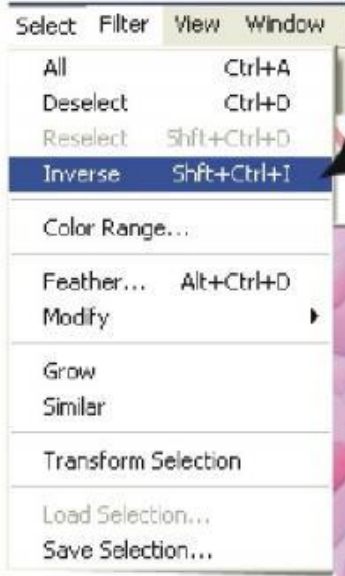 Select Filter View Window
All Ctrl+A
Deselect Ctrl+D
Reselect Shft+Ctrl+D
Inverse Shft+Ctrl+I
Color Range...
Feather... Alt+Ctrl+D
Modify
Grow
Similar
Transform Selection
Load Selection...
Save Selection...